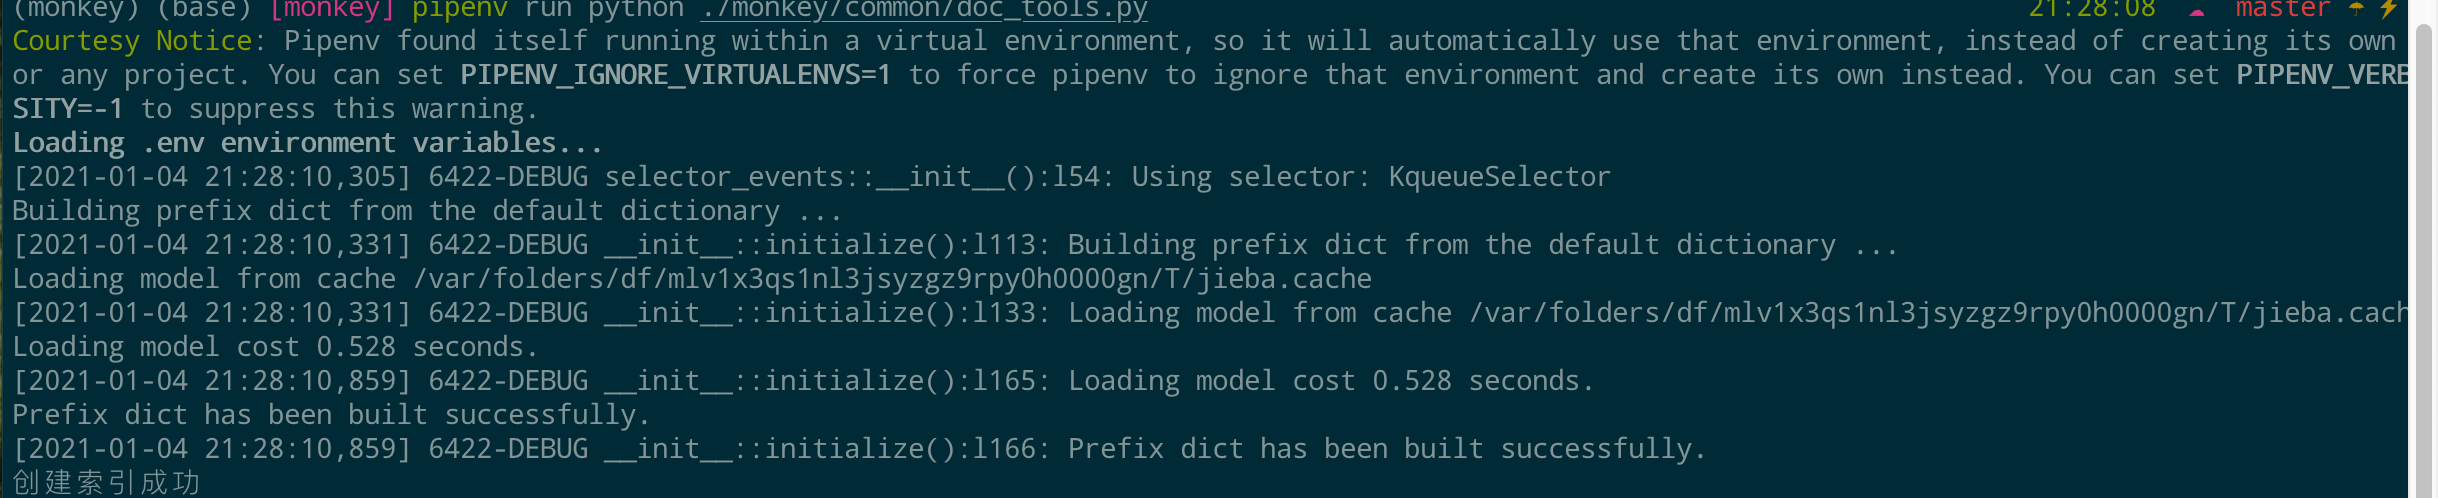 (monkey) (base) [monkey] pipenv run python ./monkey/common/doc_tools.py 21:28:08 ☁ master ☂ ⚡
Courtesy Notice: Pipenv found itself running within a virtual environment, so it will automatically use that environment, instead of creating its own
or any project. You can set PIPENV_IGNORE_VIRTUALENVS=1 to force pipenv to ignore that environment and create its own instead. You can set PIPENV_VERB
SITY=-1 to suppress this warning.
Loading .env environment variables...
[2021-01-04 21:28:10,305] 6422-DEBUG selector_events::__init__():l54: Using selector: KqueueSelector
Building prefix dict from the default dictionary ...
[2021-01-04 21:28:10,331] 6422-DEBUG __init__::initialize():l113: Building prefix dict from the default dictionary ...
Loading model from cache /var/folders/df/mlv1x3qs1nl3jsyzgz9rpy0h0000gn/T/jieba.cache
[2021-01-04 21:28:10,331] 6422-DEBUG __init__::initialize():l133: Loading model from cache /var/folders/df/mlv1x3qs1nl3jsyzgz9rpy0h0000gn/T/jieba.cach
Loading model cost 0.528 seconds.
[2021-01-04 21:28:10,859] 6422-DEBUG __init__::initialize():l165: Loading model cost 0.528 seconds.
Prefix dict has been built successfully.
[2021-01-04 21:28:10,859] 6422-DEBUG __init__::initialize():l166: Prefix dict has been built successfully.
创建索引成功